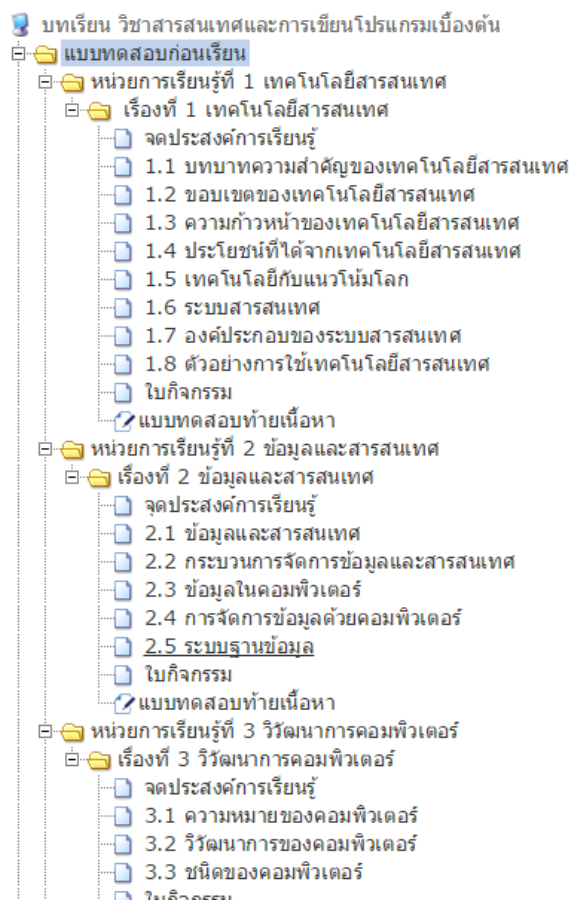 บทเรียน วิชาสารสนเทศและการเขียนโปรแกรมเบื้องต้น
แบบทดสอบก่อนเรียน
หน่วยการเรียนรู้ที่ 1 เทคโนโลยีสารสนเทศ
เรื่องที่ 1 เทคโนโลยีสารสนเทศ
จุดประสงค์การเรียนรู้
1.1 บทบาทความสำคัญของเทคโนโลยีสารสนเทศ
1.2 ขอบเขตของเทคโนโลยีสารสนเทศ
1.3 ความก้าวหน้าของเทคโนโลยีสารสนเทศ
1.4 ประโยชน์ที่ได้จากเทคโนโลยีสารสนเทศ
1.5 เทคโนโลยีกับแนวโน้มโลก
1.6 ระบบสารสนเทศ
1.7 องค์ประกอบของระบบสารสนเทศ
1.8 ตัวอย่างการใช้เทคโนโลยีสารสนเทศ
ใบกิจกรรม
แบบทดสอบท้ายเนื้อหา
หน่วยการเรียนรู้ที่ 2 ข้อมูลและสารสนเทศ
เรื่องที่ 2 ข้อมูลและสารสนเทศ
จุดประสงค์การเรียนรู้
2.1 ข้อมูลและสารสนเทศ
2.2 กระบวนการจัดการข้อมูลและสารสนเทศ
2.3 ข้อมูลในคอมพิวเตอร์
2.4 การจัดการข้อมูลด้วยคอมพิวเตอร์
2.5 ระบบฐานข้อมูล
ใบกิจกรรม
แบบทดสอบท้ายเนื้อหา
หน่วยการเรียนรู้ที่ 3 วิวัฒนาการคอมพิวเตอร์
เรื่องที่ 3 วิวัฒนาการคอมพิวเตอร์
จุดประสงค์การเรียนรู้
3.1 ความหมายของคอมพิวเตอร์
3.2 วิวัฒนาการของคอมพิวเตอร์
3.3 ชนิดของคอมพิวเตอร์
ใบกิจกรรม